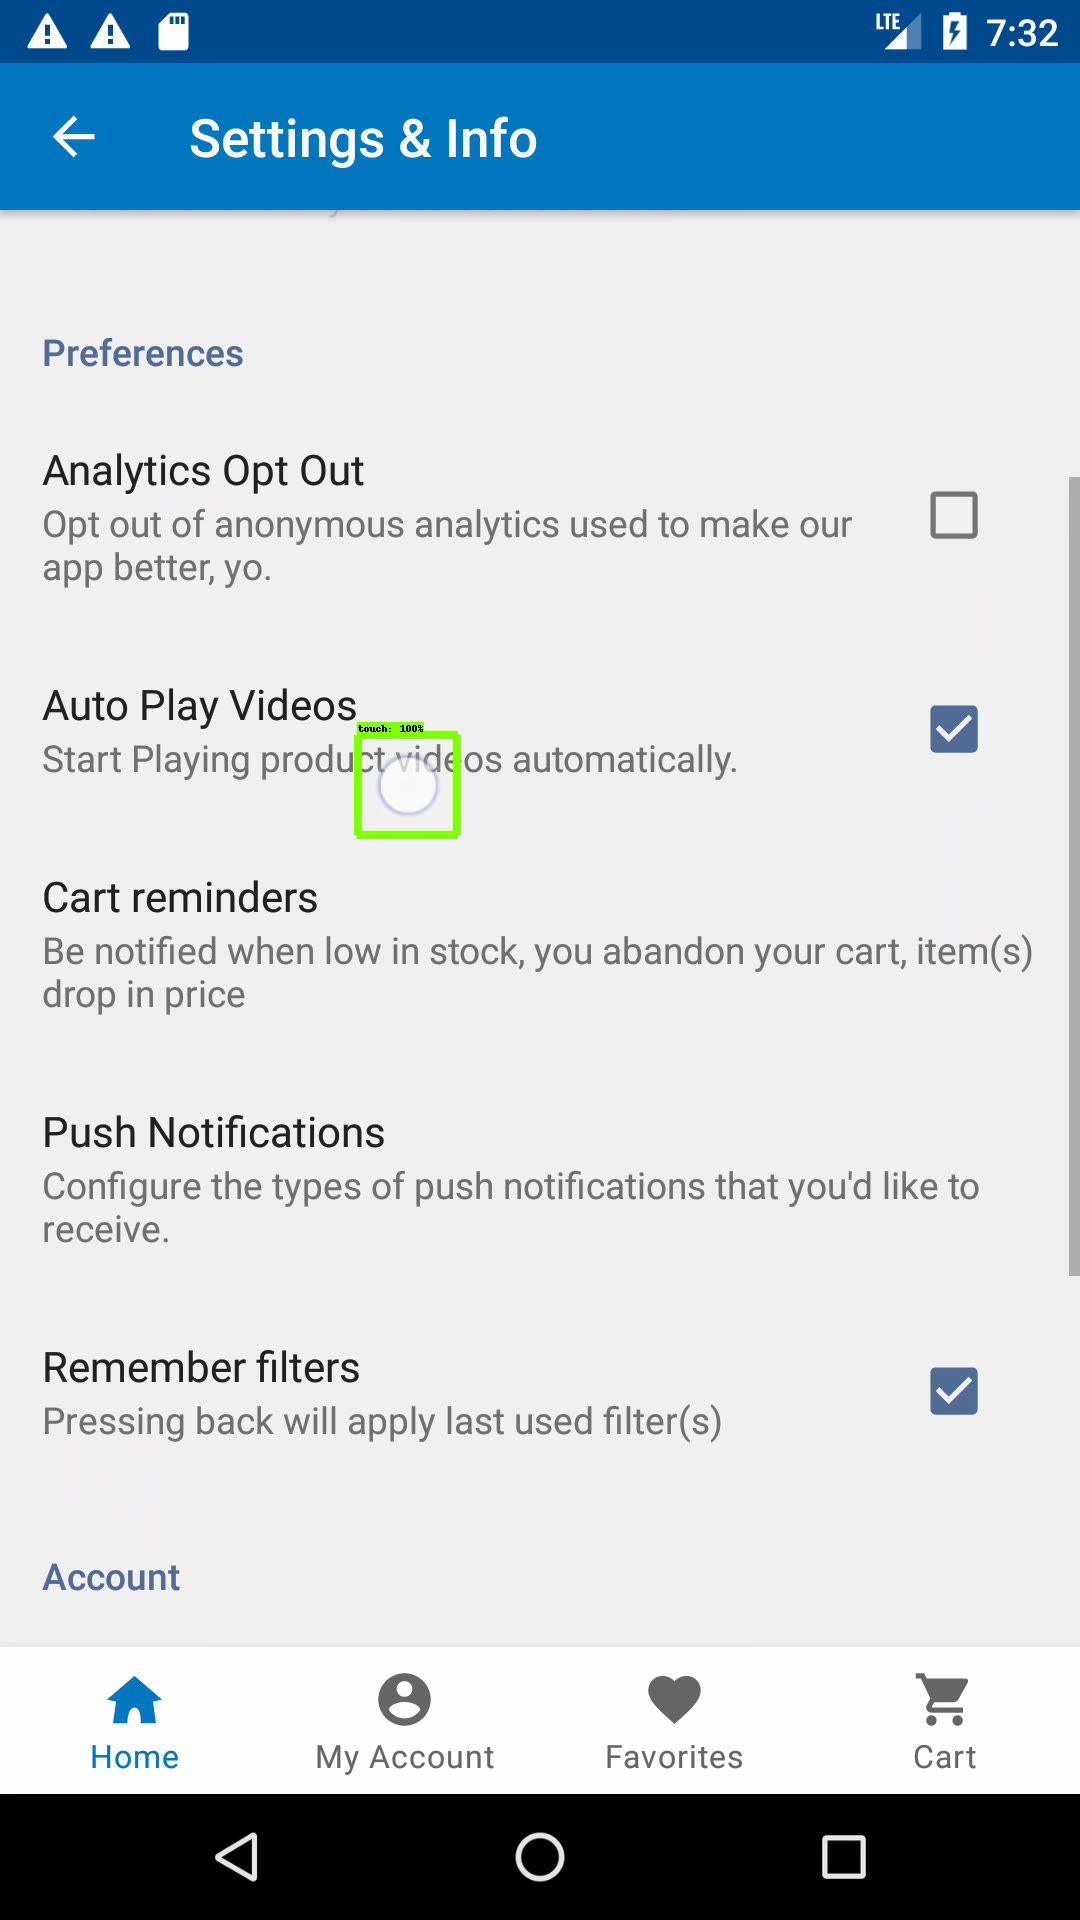 LTE 7:32
Settings & Info
Preferences
Analytics Opt Out
Opt out of anonymous analytics used to make our
app better, yo.
Auto Play Videos
touch: 100%
Start Playing product videos automatically.
Cart reminders
Be notified when low in stock, you abandon your cart, item(s)
drop in price
Push Notifications
Configure the types of push notifications that you'd like to
receive.
Remember filters
Pressing back will apply last used filter(s)
Account
Home My Account Favorites Cart